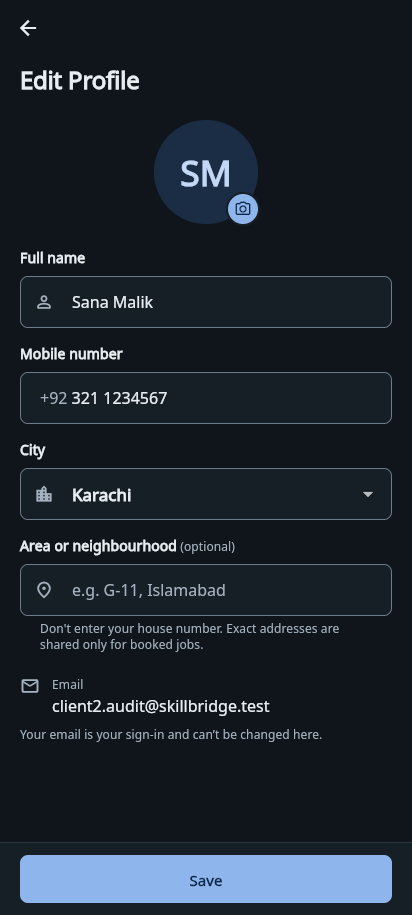 Edit Profile
SM
Full name
Sana Malik
Mobile number
+92 321 1234567
City
Karachi
Area or neighbourhood (optional)
e.g. G-11, Islamabad
Don't enter your house number. Exact addresses are
shared only for booked jobs.
Email
client2.audit@skillbridge.test
Your email is your sign-in and can’t be changed here.
Save